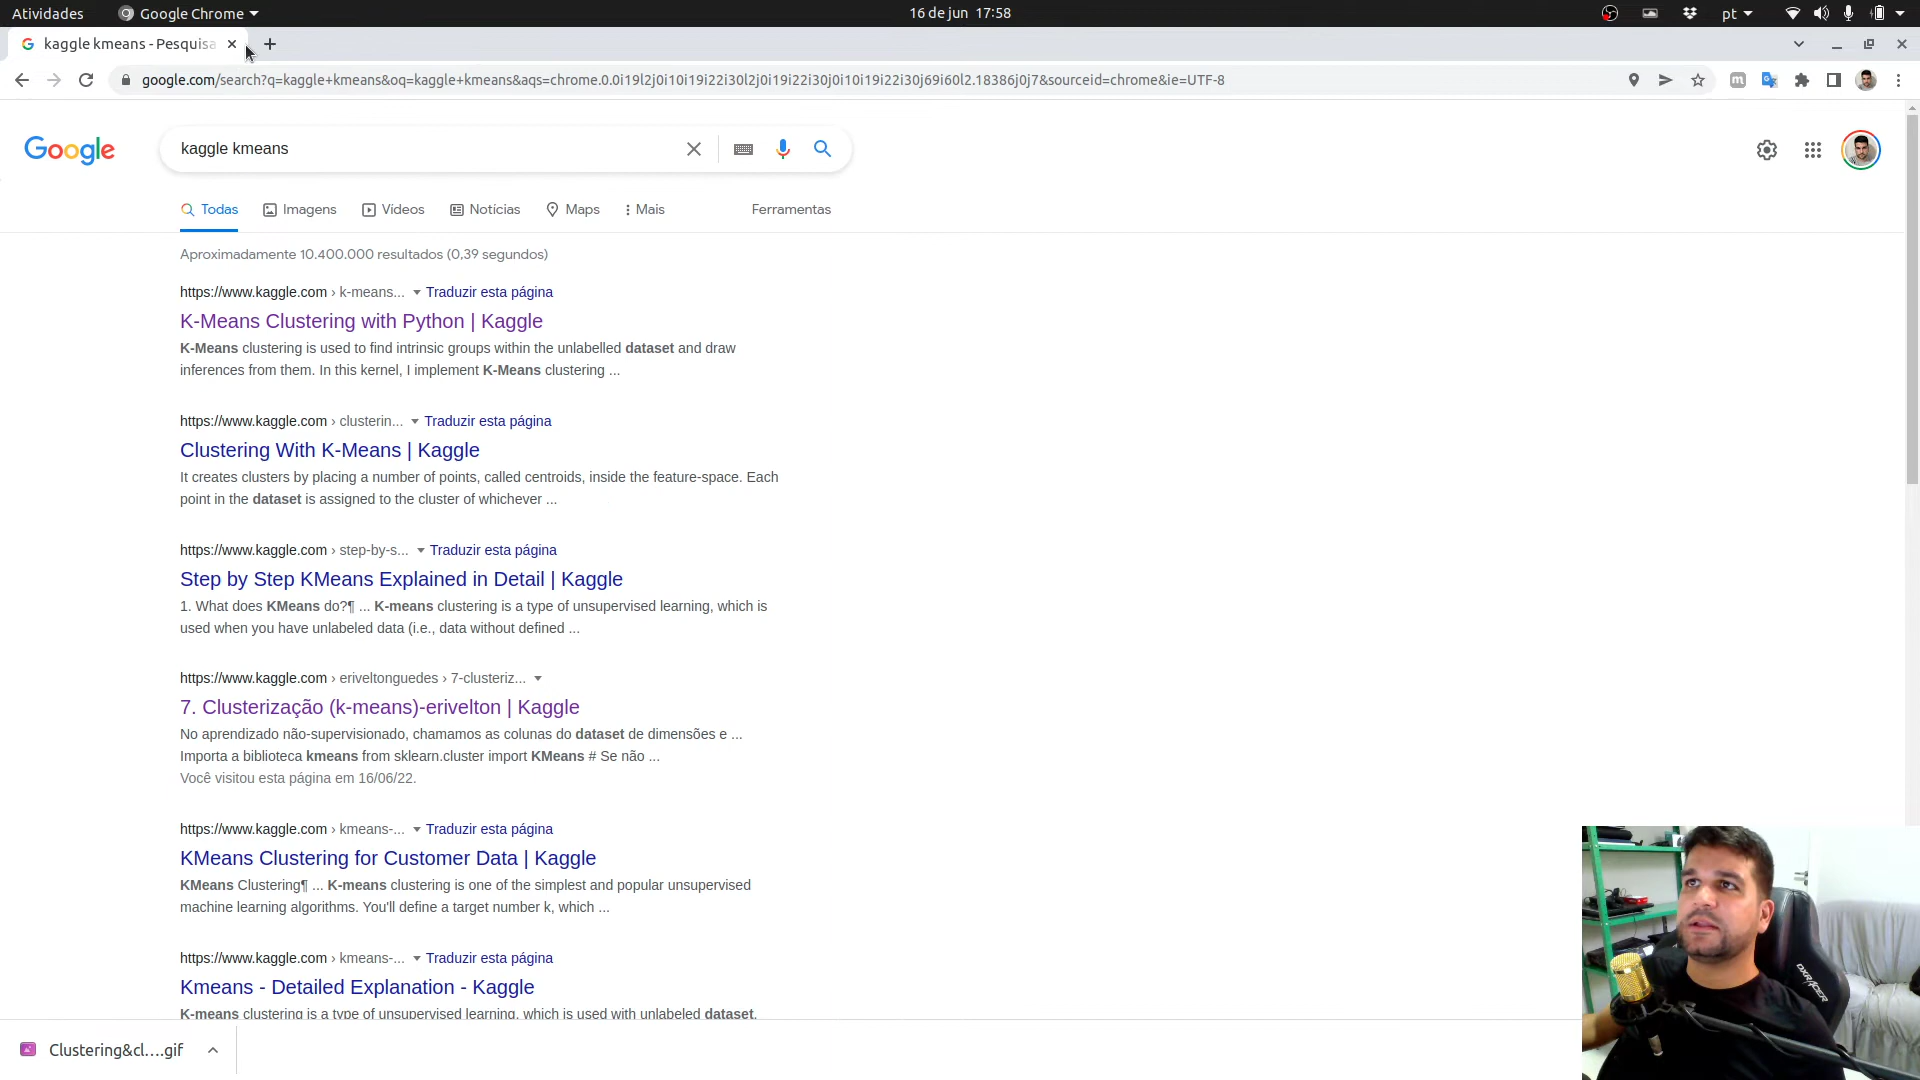 Atividades
Google Chrome
16 de jun 17:58
pt
kaggle kmeans - Pesquisa
google.com/search?q=kaggle+kmeans&oq=kaggle+kmeans&aqs=chrome.0.0i19l2j0i10i19i22i30l2j0i19i22i30j0i10i19i22i30j69i60l2.18386j0j7&sourceid=chrome&ie=UTF-8
Google
kaggle kmeans
Todas
Imagens
Vídeos
Notícias
Maps
Mais
Ferramentas
Aproximadamente 10.400.000 resultados (0,39 segundos)
https://www.kaggle.com › k-means... Traduzir esta página
K-Means Clustering with Python | Kaggle
K-Means clustering is used to find intrinsic groups within the unlabelled dataset and draw
inferences from them. In this kernel, I implement K-Means clustering ...
https://www.kaggle.com › clusterin... Traduzir esta página
Clustering With K-Means | Kaggle
It creates clusters by placing a number of points, called centroids, inside the feature-space. Each
point in the dataset is assigned to the cluster of whichever ...
https://www.kaggle.com › step-by-s... Traduzir esta página
Step by Step KMeans Explained in Detail | Kaggle
1. What does KMeans do?¶ ... K-means clustering is a type of unsupervised learning, which is
used when you have unlabeled data (i.e., data without defined ...
https://www.kaggle.com › eriveltonguedes › 7-clusteriz...
7. Clusterização (k-means)-erivelton | Kaggle
No aprendizado não-supervisionado, chamamos as colunas do dataset de dimensões e ...
Importa a biblioteca kmeans from sklearn.cluster import KMeans # Se não ...
Você visitou esta página em 16/06/22.
https://www.kaggle.com › kmeans-... Traduzir esta página
KMeans Clustering for Customer Data | Kaggle
KMeans Clustering¶ ... K-means clustering is one of the simplest and popular unsupervised
machine learning algorithms. You'll define a target number k, which ...
https://www.kaggle.com › kmeans-... Traduzir esta página
Kmeans - Detailed Explanation - Kaggle
K-means clustering is a type of unsupervised learning, which is used with unlabeled dataset.
Clustering&cl....gif
DXRACER